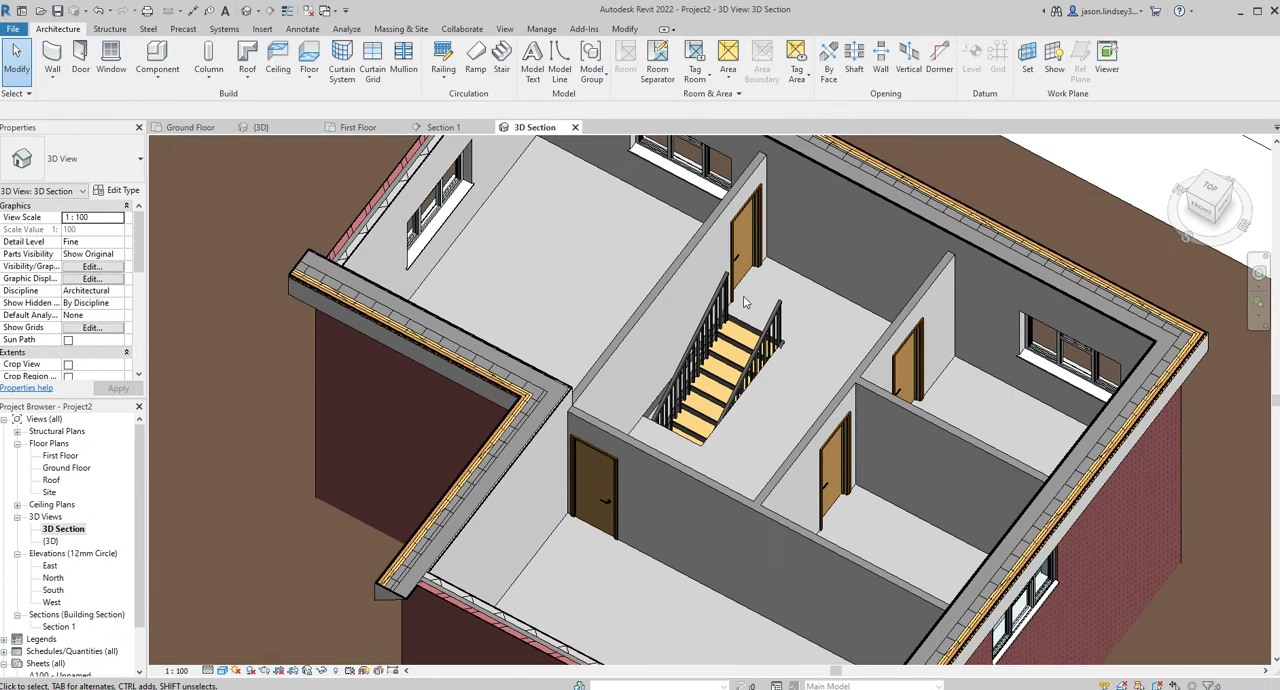 Autodesk Revit 2022 - Project2 - 3D View: 3D Section
jason.lindsey3...
File Architecture Structure Steel Precast Systems Insert Annotate Analyze Massing & Site Collaborate View Manage Add-Ins Modify
Modify Wall Door Window Component Column Roof Ceiling Floor Curtain System Curtain Grid Mullion Railing Ramp Stair Model Text Model Line Model Group Room Room Separator Tag Room Area Area Boundary Tag Area By Face Shaft Wall Vertical Dormer Level Grid Set Show Ref Plane Viewer
Select Build Circulation Model Room & Area Opening Datum Work Plane
Properties
Ground Floor {3D} First Floor Section 1 3D Section
3D View
3D View: 3D Section Edit Type
Graphics
View Scale 1 : 100
Scale Value 1: 100
Detail Level Fine
Parts Visibility Show Original
Visibility/Grap... Edit...
Graphic Displ... Edit...
Discipline Architectural
Show Hidden ... By Discipline
Default Analy... None
Show Grids Edit...
Sun Path
Extents
Crop View
Crop Region
Properties help Apply
Project Browser - Project2
Views (all)
Structural Plans
Floor Plans
First Floor
Ground Floor
Roof
Site
Ceiling Plans
3D Views
3D Section
{3D}
Elevations (12mm Circle)
East
North
South
West
Sections (Building Section)
Section 1
Legends
Schedules/Quantities (all)
Sheets (all)
A100 - Unnamed
TOP
FRONT
W
S
E
1 : 100
Click to select, TAB for alternates, CTRL adds, SHIFT unselects.
:0
Main Model
:0